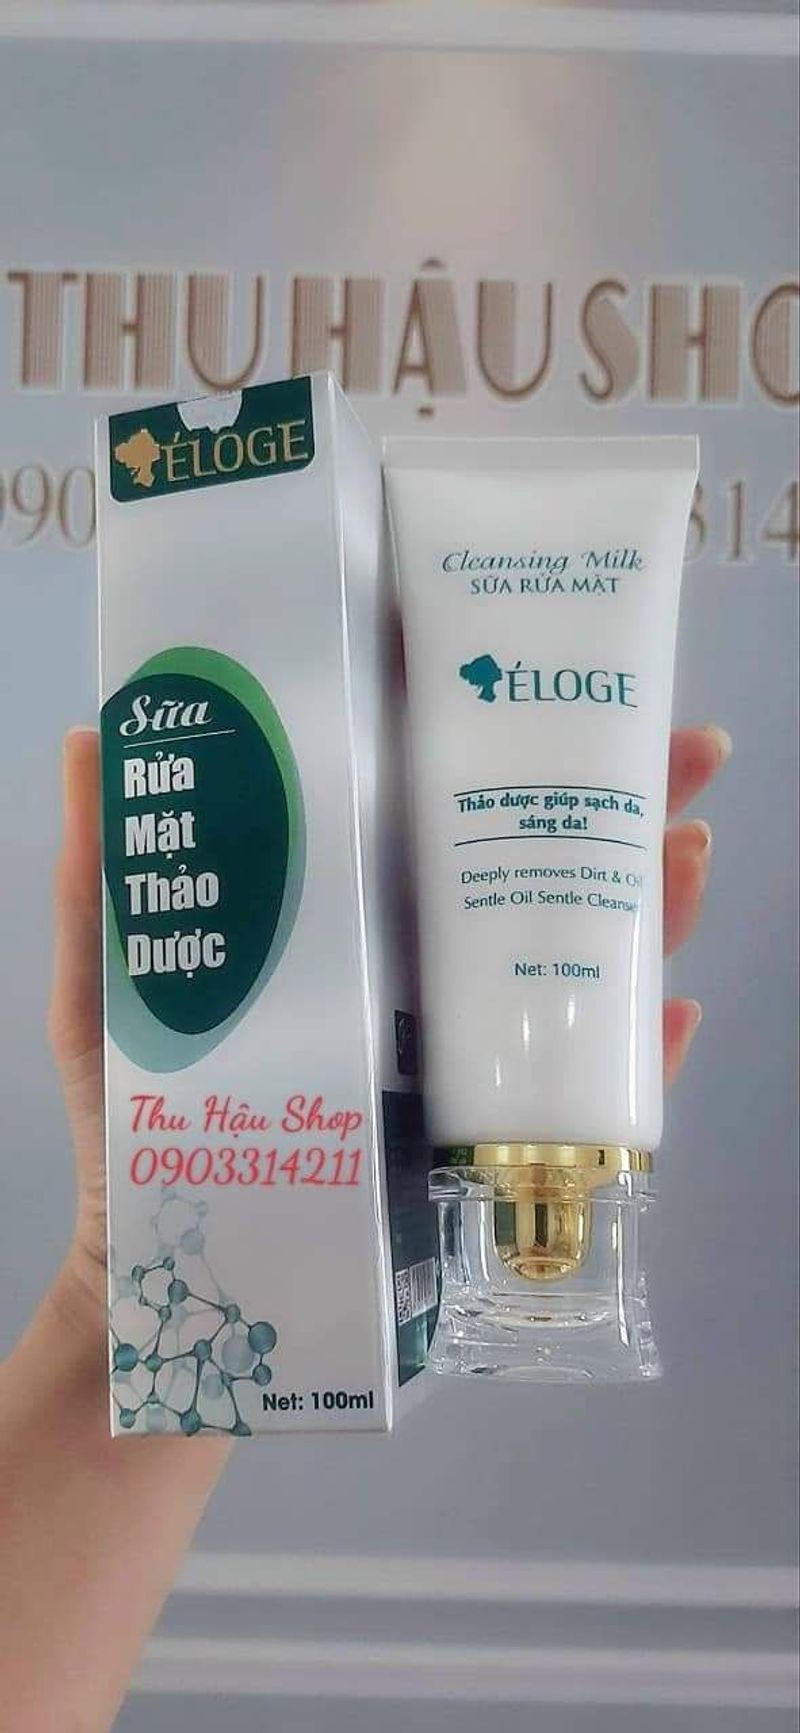 THU HẬU SHO
090
314
ÉLOGE
Sữa
Rửa
Mặt
Thảo
Dược
Thu Hậu Shop
0903314211
Net: 100ml
Cleansing Milk
SỮA RỬA MẶT
ÉLOGE
Thảo dược giúp sạch da,
sáng da!
Deeply removes Dirt & Oil
Sentle Oil Sentle Cleanse
Net: 100ml